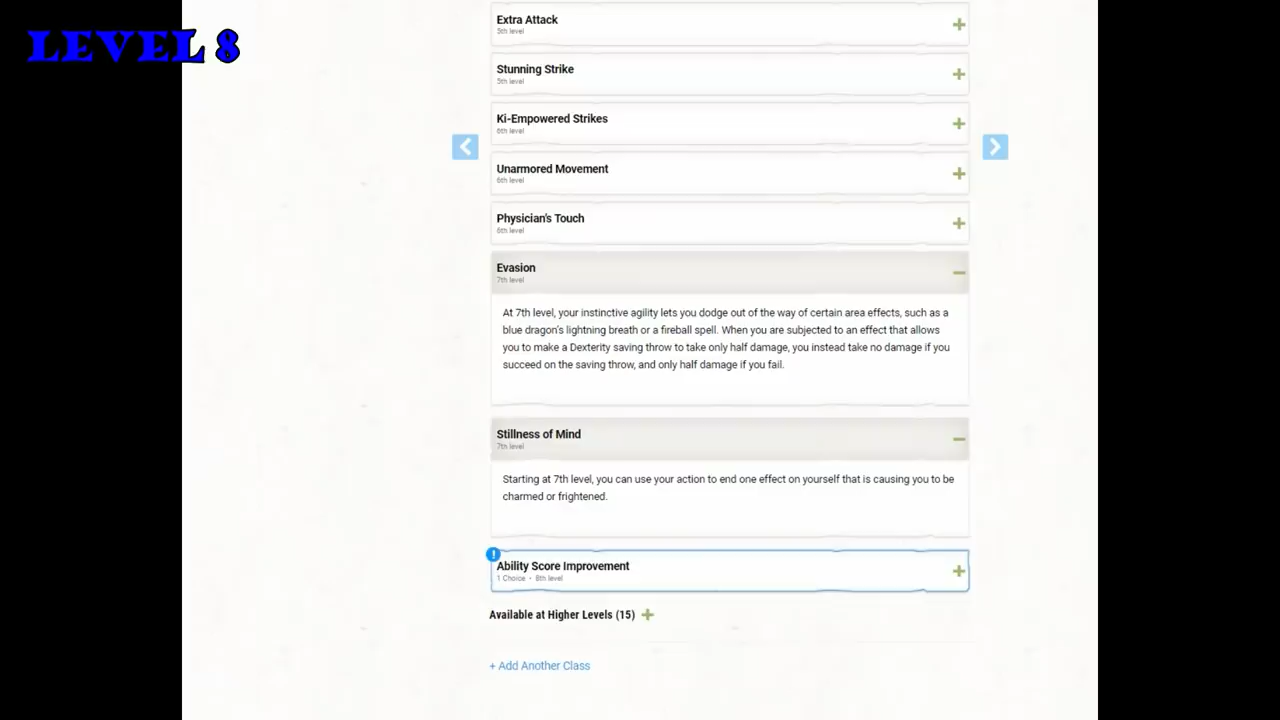 LEVEL 8
Extra Attack
5th level
Stunning Strike
5th level
Ki-Empowered Strikes
6th level
Unarmored Movement
6th level
Physician's Touch
6th level
Evasion
7th level
At 7th level, your instinctive agility lets you dodge out of the way of certain area effects, such as a
blue dragon's lightning breath or a fireball spell. When you are subjected to an effect that allows
you to make a Dexterity saving throw to take only half damage, you instead take no damage if you
succeed on the saving throw, and only half damage if you fail.
Stillness of Mind
7th level
Starting at 7th level, you can use your action to end one effect on yourself that is causing you to be
charmed or frightened.
Ability Score Improvement
1 Choice • 8th level
Available at Higher Levels (15)
+ Add Another Class